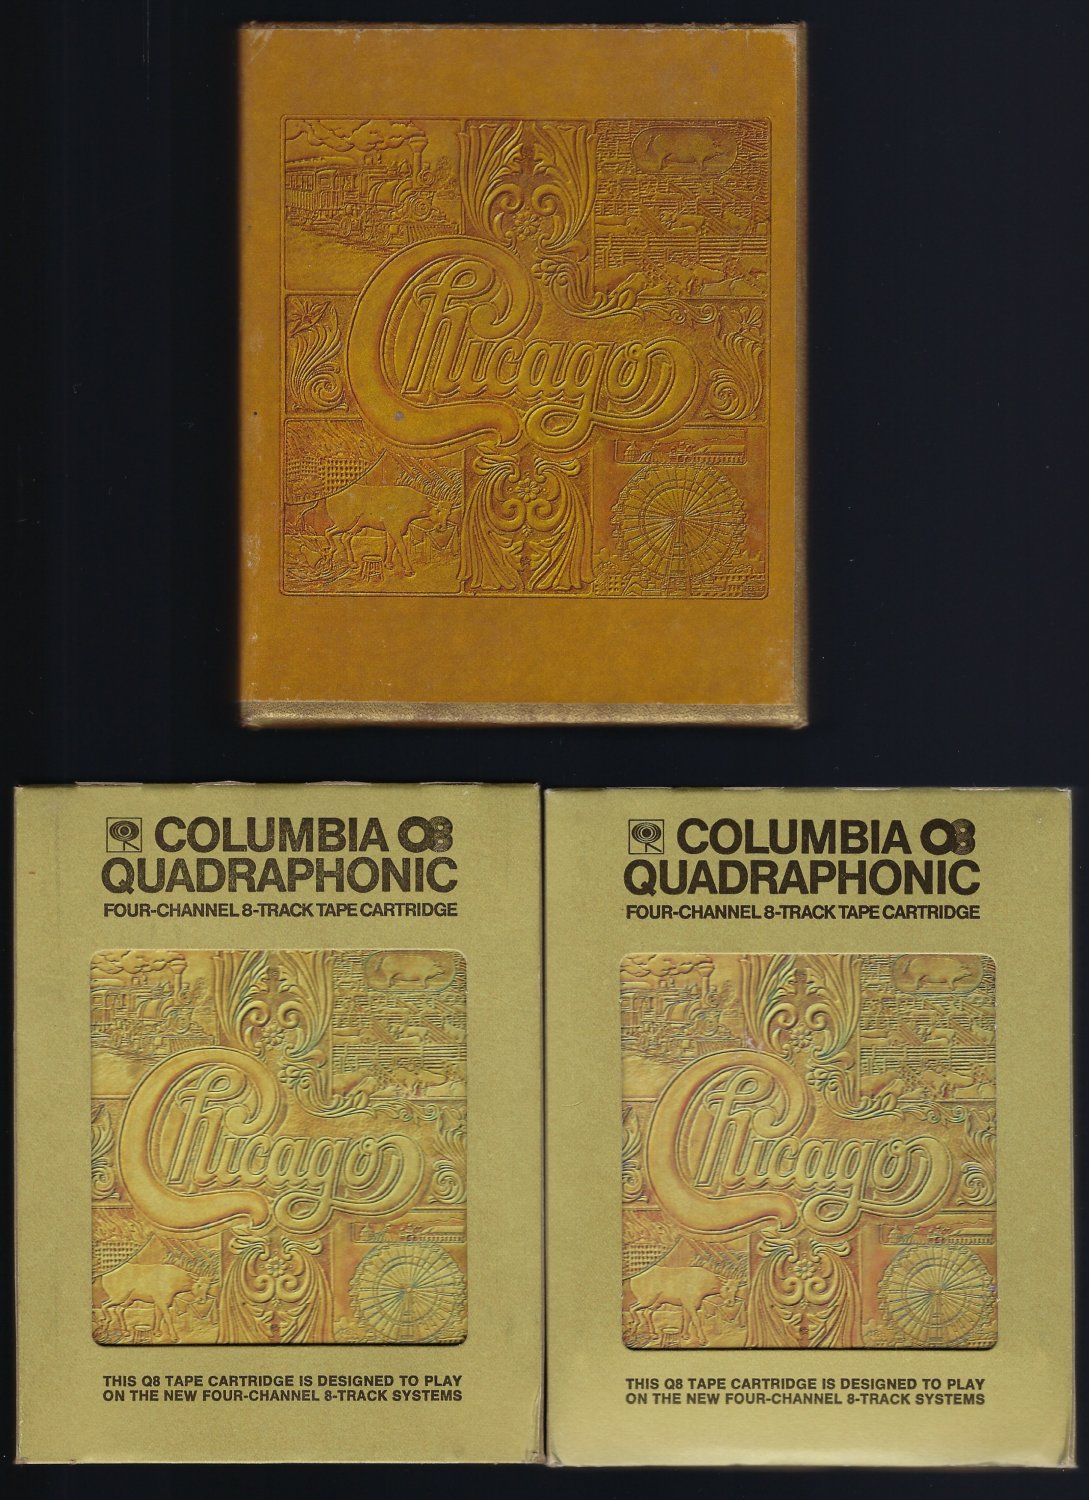 Chicago
COLUMBIA Q8
QUADRAPHONIC
FOUR-CHANNEL 8-TRACK TAPE CARTRIDGE
Chicago
THIS Q8 TAPE CARTRIDGE IS DESIGNED TO PLAY
ON THE NEW FOUR-CHANNEL 8-TRACK SYSTEMS
COLUMBIA Q8
QUADRAPHONIC
FOUR-CHANNEL 8-TRACK TAPE CARTRIDGE
Chicago
THIS Q8 TAPE CARTRIDGE IS DESIGNED TO PLAY
ON THE NEW FOUR-CHANNEL 8-TRACK SYSTEMS